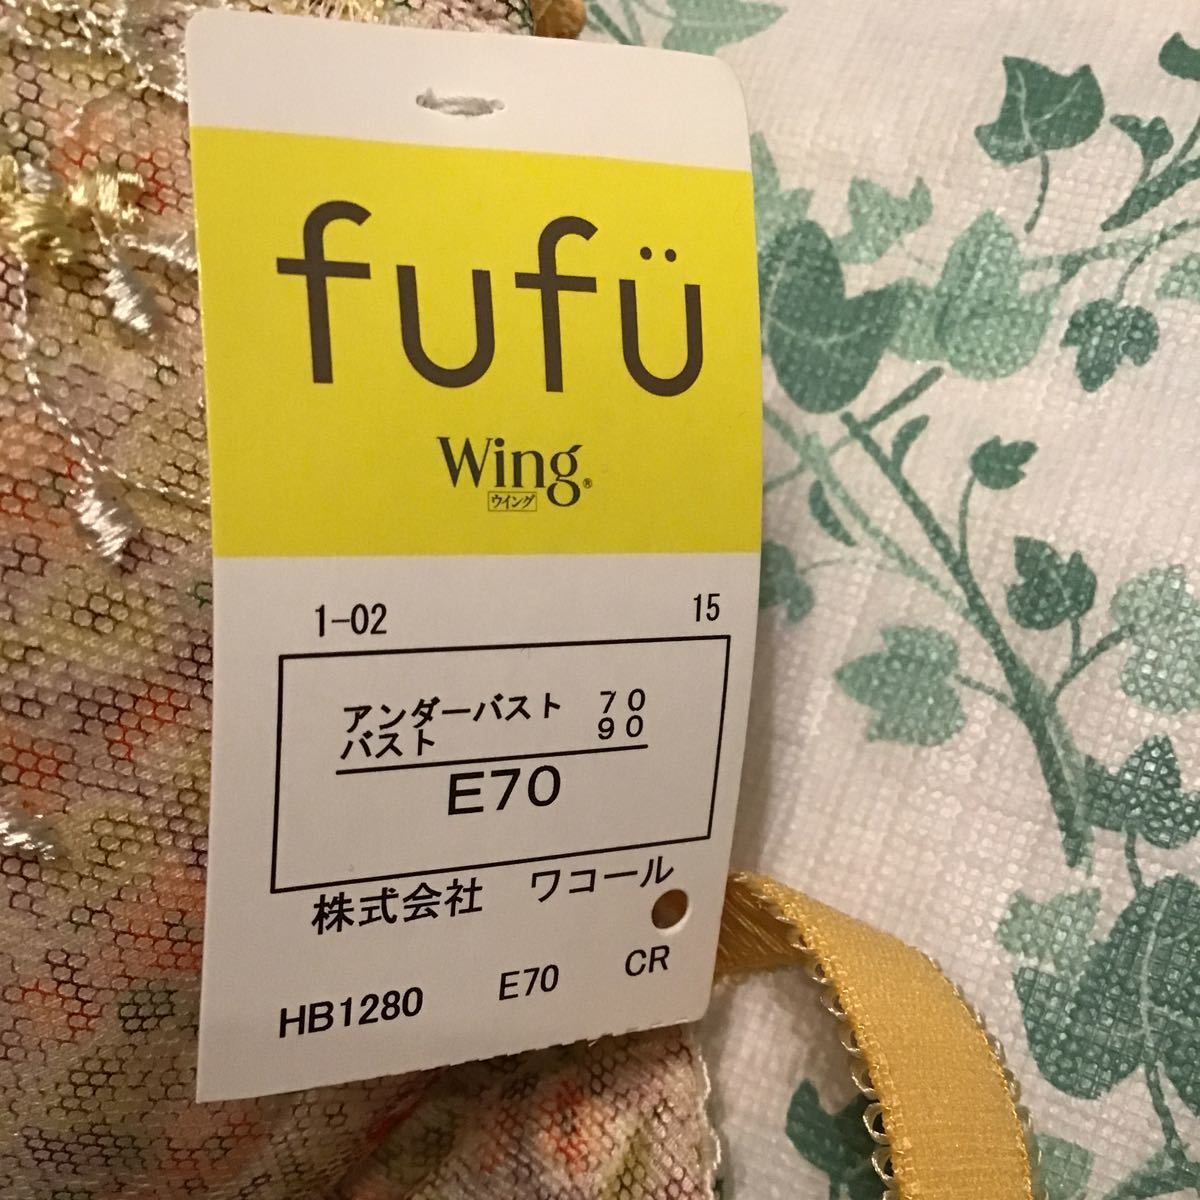 fufü
Wing®
ウイング
1-02 15
アンダーバスト 70
バスト 90
E70
株式会社 ワコール
HB1280 E70 CR